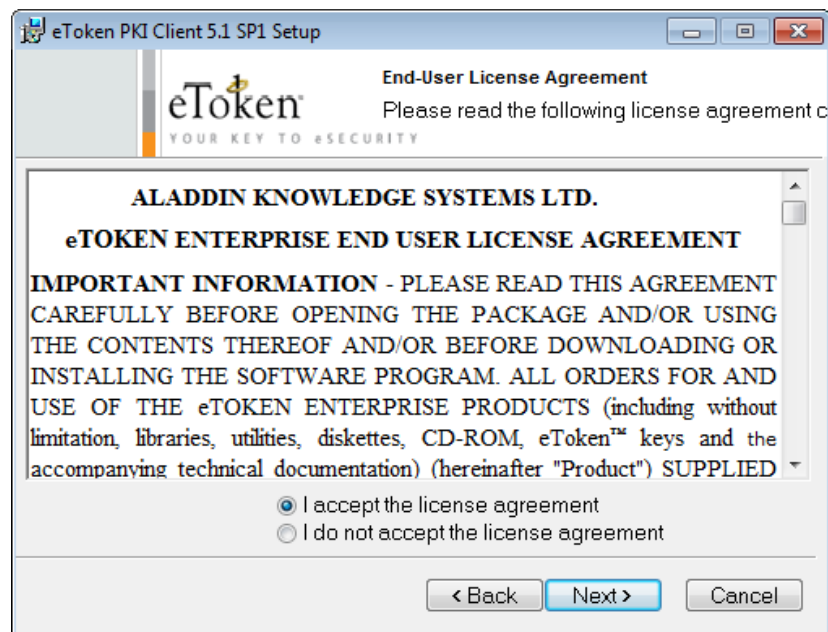 eToken PKI Client 5.1 SP1 Setup
eToken
YOUR KEY TO eSECURITY
End-User License Agreement
Please read the following license agreement c
ALADDIN KNOWLEDGE SYSTEMS LTD.
eTOKEN ENTERPRISE END USER LICENSE AGREEMENT
IMPORTANT INFORMATION - PLEASE READ THIS AGREEMENT
CAREFULLY BEFORE OPENING THE PACKAGE AND/OR USING
THE CONTENTS THEREOF AND/OR BEFORE DOWNLOADING OR
INSTALLING THE SOFTWARE PROGRAM. ALL ORDERS FOR AND
USE OF THE eTOKEN ENTERPRISE PRODUCTS (including without
limitation, libraries, utilities, diskettes, CD-ROM, eToken™ keys and the
accompanying technical documentation) (hereinafter "Product") SUPPLIED
I accept the license agreement
I do not accept the license agreement
< Back
Next >
Cancel